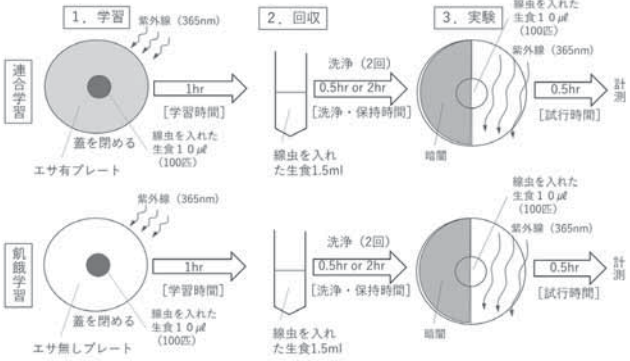 1．学習
2．回収
3．実験
連合学習
紫外線（365nm）
1hr
［学習時間］
蓋を閉める
線虫を入れた
生食１０μℓ
（100匹）
エサ有プレート
洗浄（2回）
0.5hr or 2hr
［洗浄・保持時間］
線虫を入れ
た生食1.5ml
線虫を入れた
生食１０μℓ
（100匹）
紫外線（365nm）
暗闇
0.5hr
［試行時間］
計測
飢餓学習
紫外線（365nm）
1hr
［学習時間］
蓋を閉める
線虫を入れた
生食１０μℓ
（100匹）
エサ無しプレート
洗浄（2回）
0.5hr or 2hr
［洗浄・保持時間］
線虫を入れ
た生食1.5ml
線虫を入れた
生食１０μℓ
（100匹）
紫外線（365nm）
暗闇
0.5hr
［試行時間］
計測